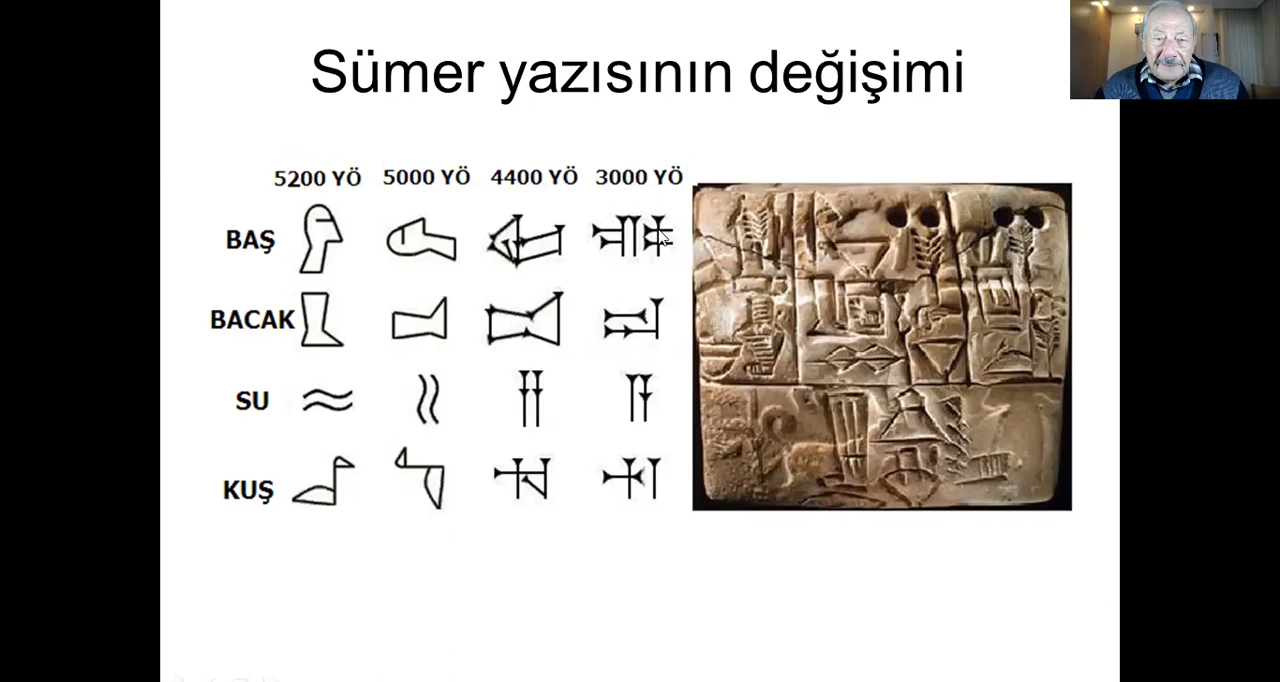 Sümer yazısının değişimi
5200 YÖ 5000 YÖ 4400 YÖ 3000 YÖ
BAŞ
BACAK
SU
KUŞ